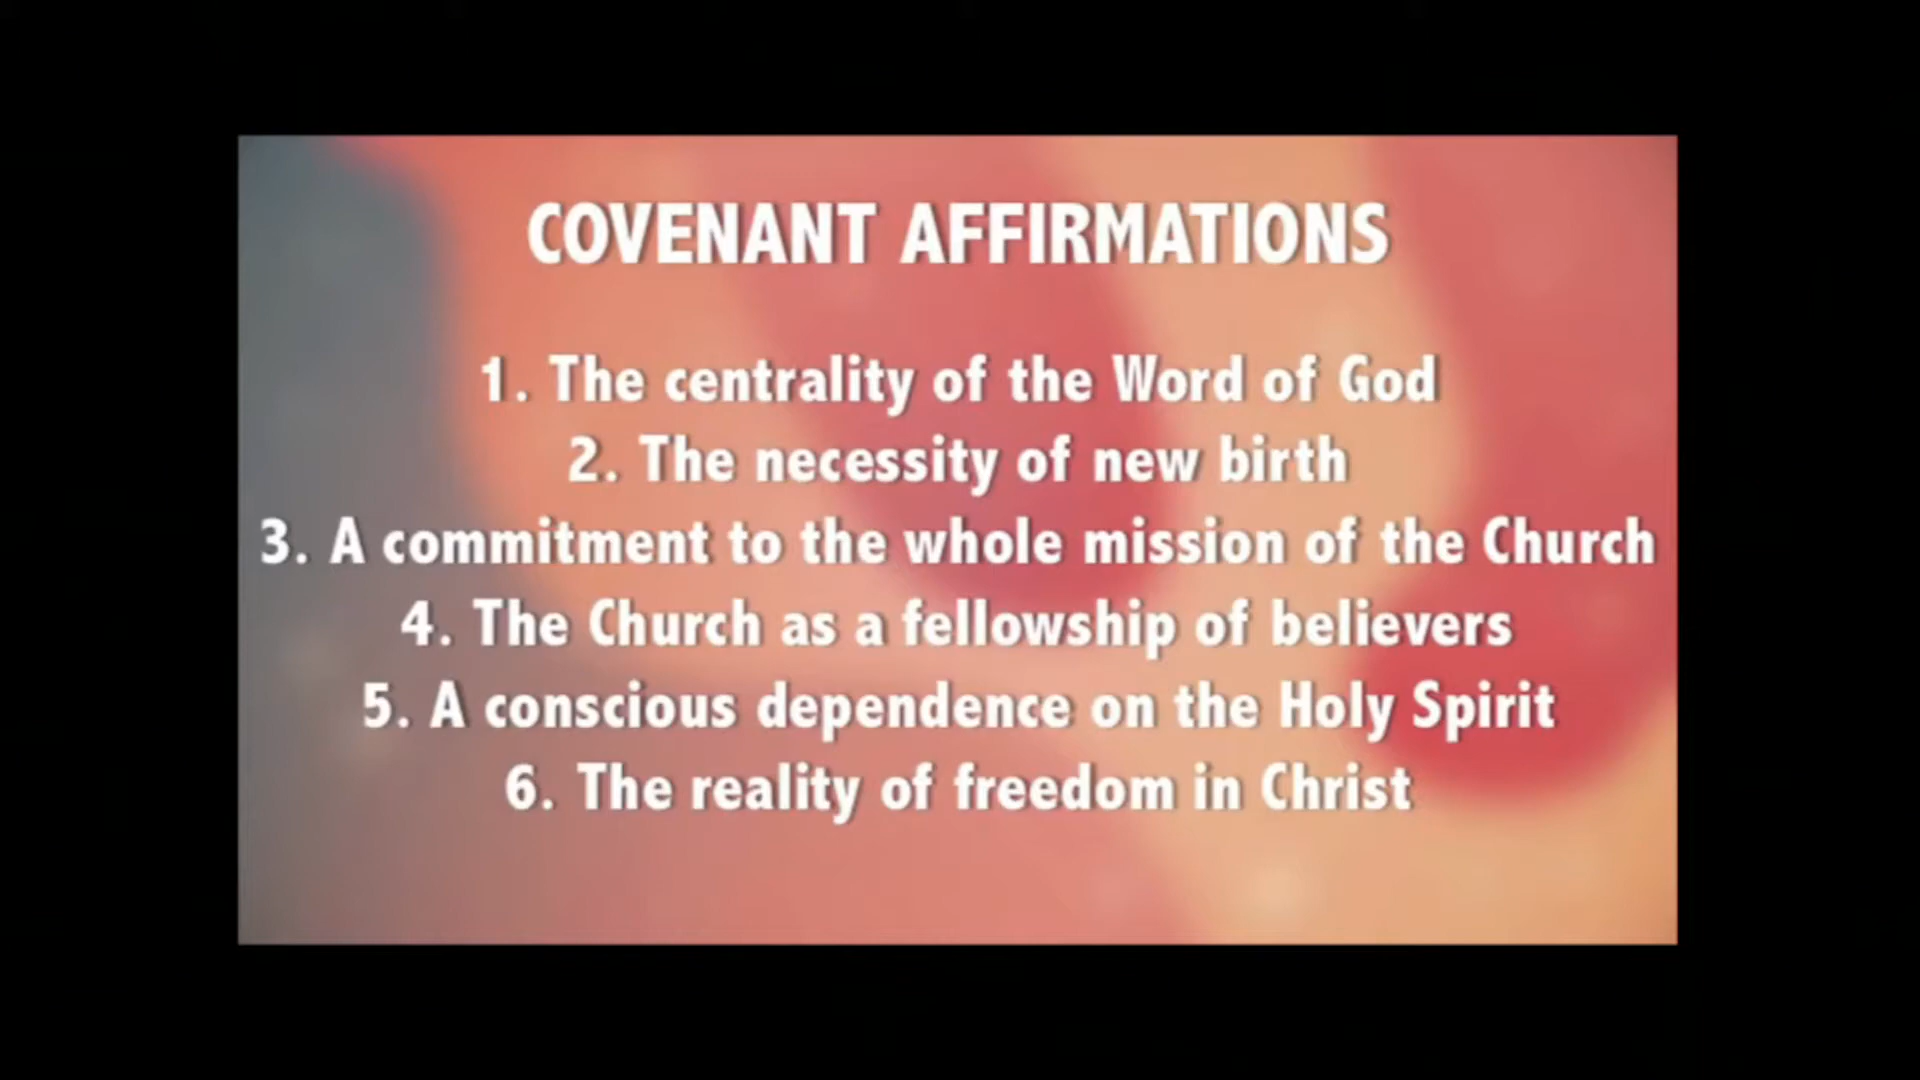 COVENANT AFFIRMATIONS
1. The centrality of the Word of God
2. The necessity of new birth
3. A commitment to the whole mission of the Church
4. The Church as a fellowship of believers
5. A conscious dependence on the Holy Spirit
6. The reality of freedom in Christ